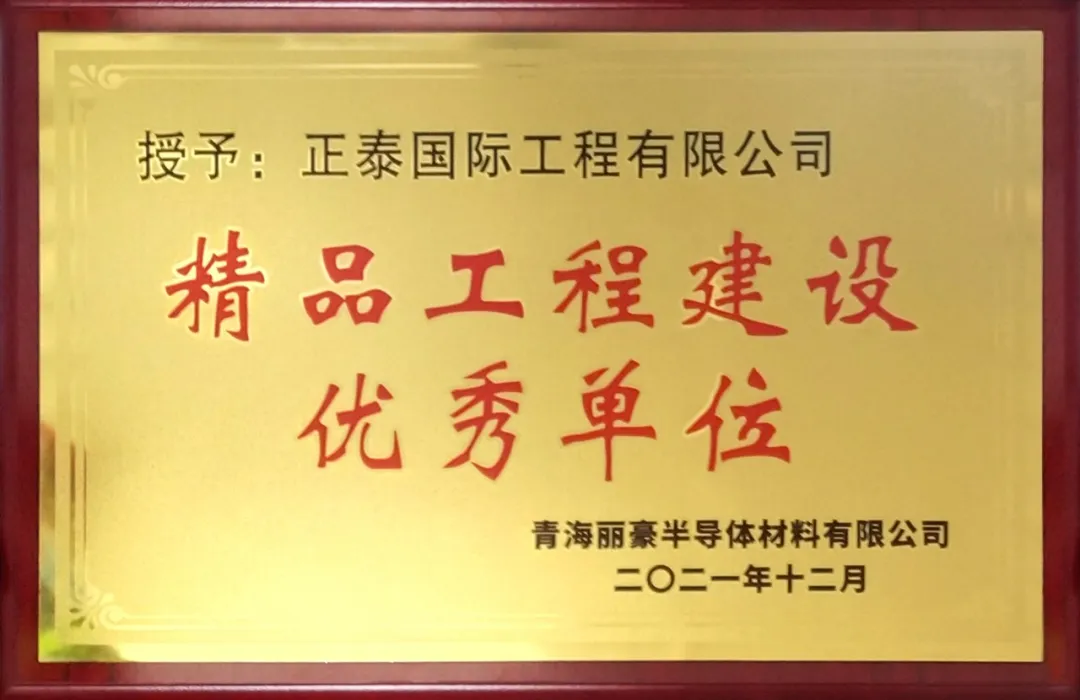 授予：正泰国际工程有限公司
精品工程建设
优秀单位
青海丽豪半导体材料有限公司
二〇二一年十二月